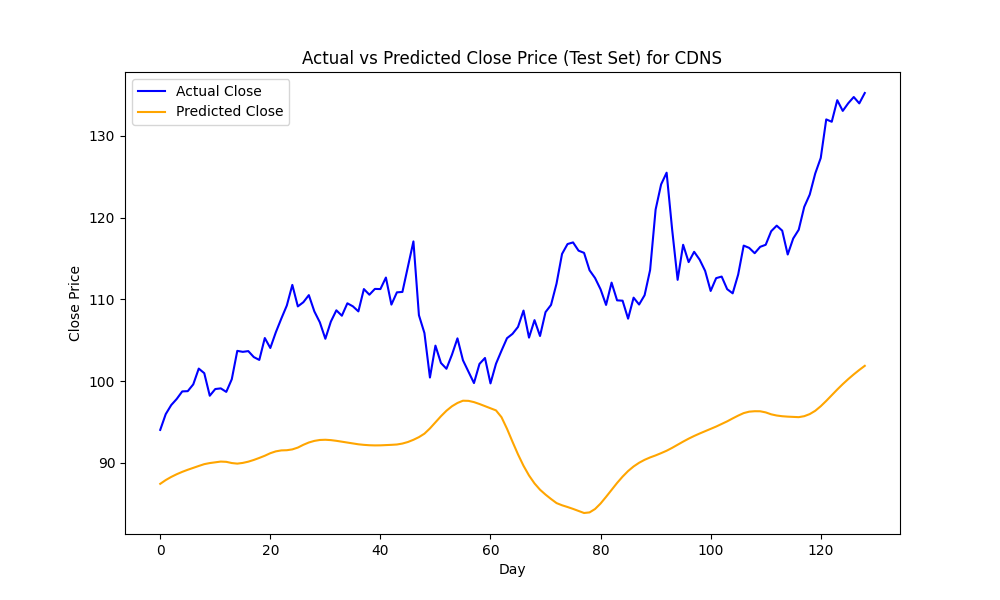 Actual vs Predicted Close Price (Test Set) for CDNS
Actual Close
Predicted Close
Close Price
130
120
110
100
90
0 20 40 60 80 100 120
Day